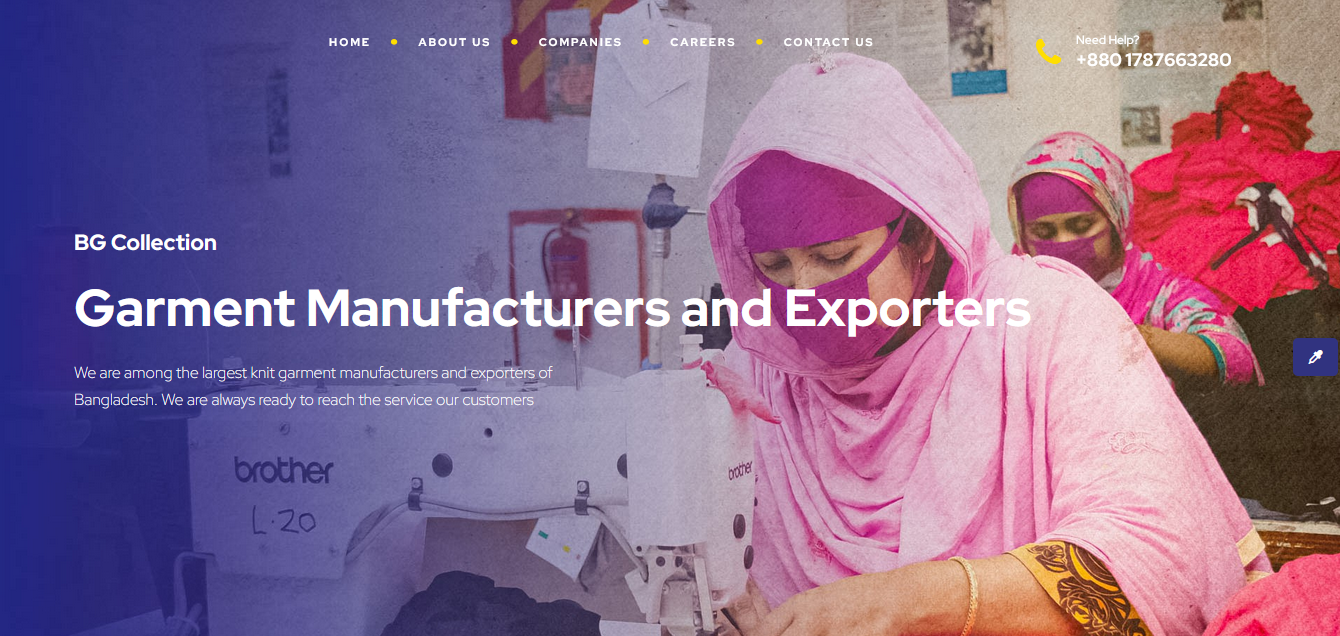 HOME ABOUT US COMPANIES CAREERS CONTACT US
Need Help?
+880 1787663280
BG Collection
Garment Manufacturers and Exporters
We are among the largest knit garment manufacturers and exporters of
Bangladesh. We are always ready to reach the service our customers
brother
brother
L·20